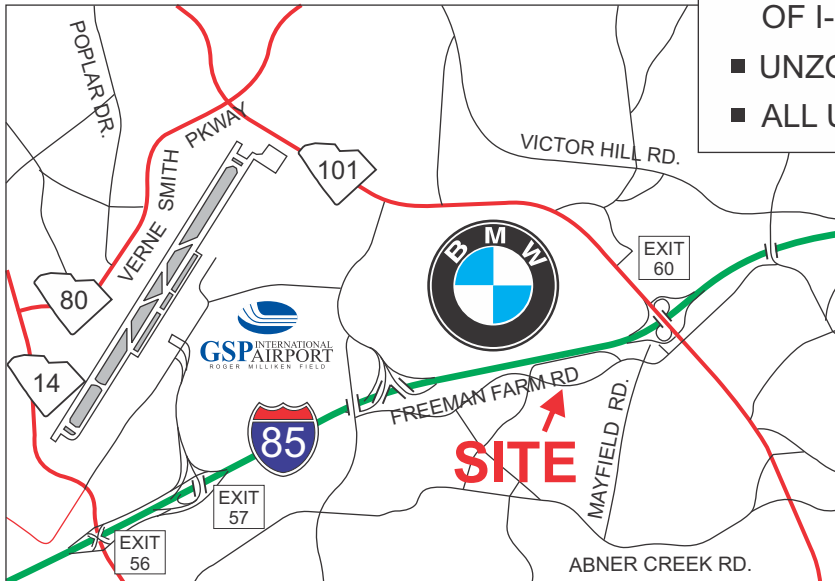 OF I-
UNZO
ALL U
POPLAR DR.
VERNE SMITH PKWAY
VICTOR HILL RD.
101
BMW
EXIT
60
80
GSP INTERNATIONAL
AIRPORT
ROGER MILLIKEN FIELD
14
FREEMAN FARM RD
85
SITE
MAYFIELD RD.
EXIT
57
EXIT
56
ABNER CREEK RD.